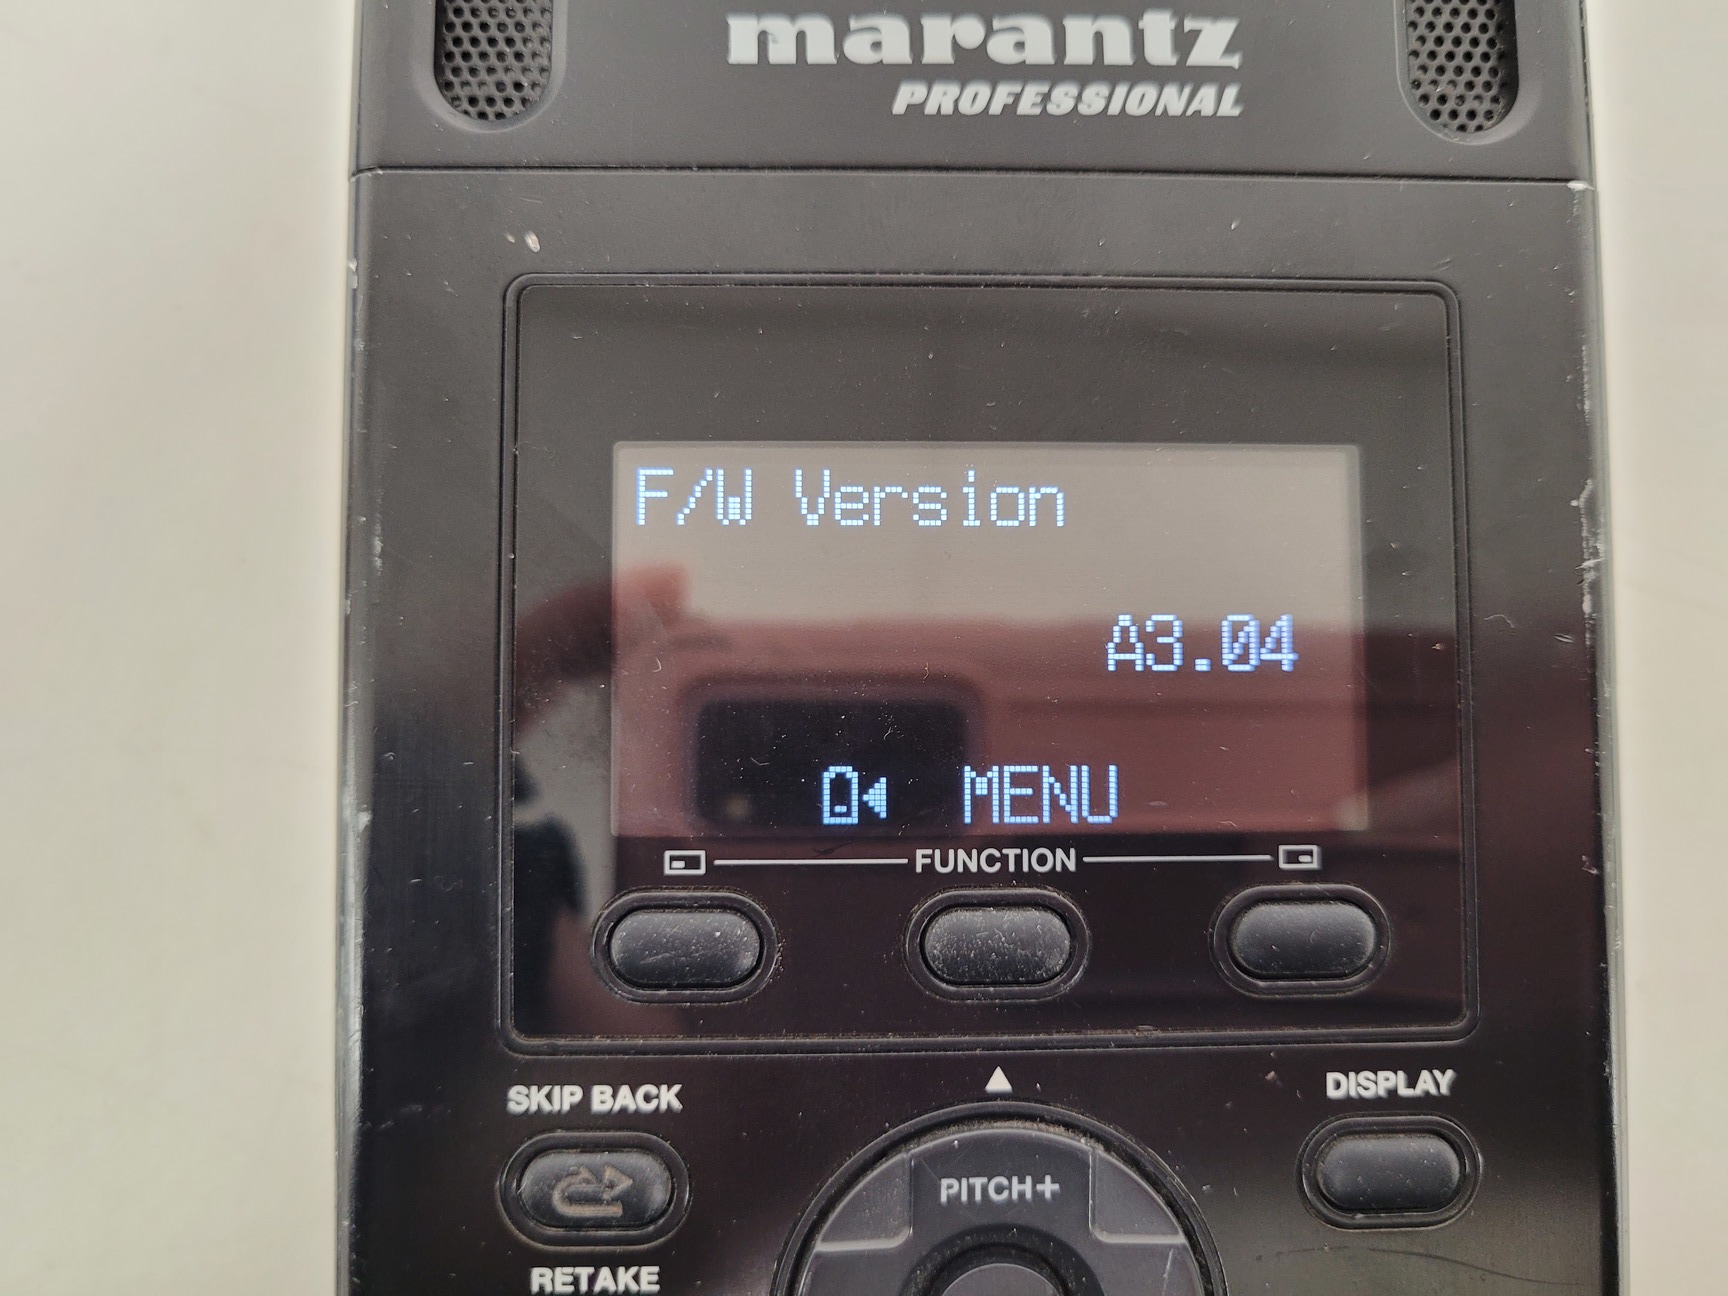 marantz
PROFESSIONAL
F/W Version
A3.04
MENU
FUNCTION
SKIP BACK
DISPLAY
PITCH+
RETAKE